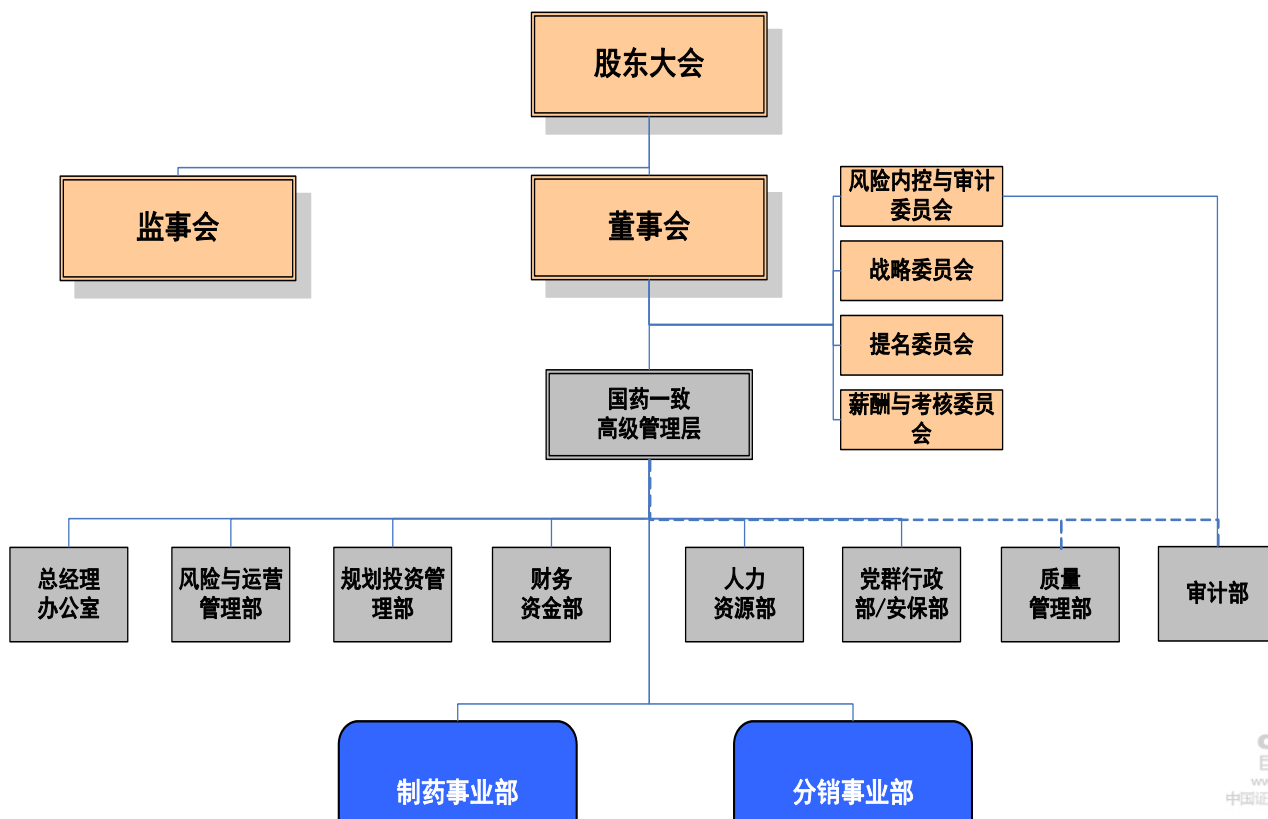 股东大会
监事会
董事会
风险内控与审计
委员会
战略委员会
提名委员会
薪酬与考核委员
会
国药一致
高级管理层
总经理
办公室
风险与运营
管理部
规划投资管
理部
财务
资金部
人力
资源部
党群行政
部/安保部
质量
管理部
审计部
制药事业部
分销事业部
中国证